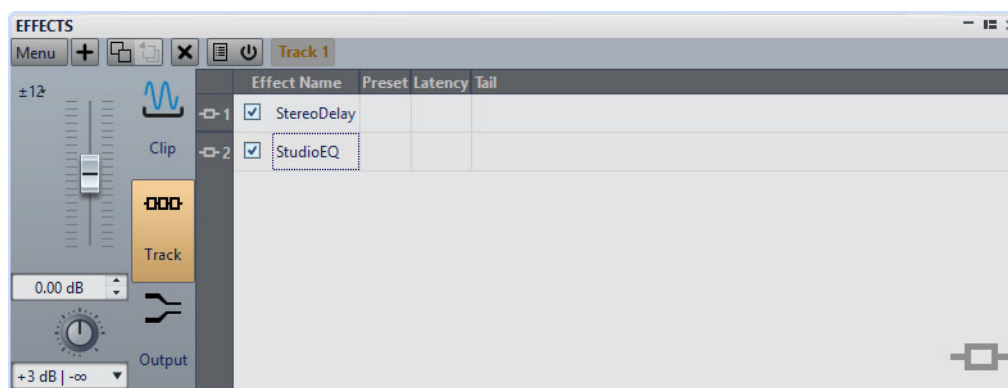 EFFECTS
Menu Track 1
Effect Name Preset Latency Tail
±12
1 StereoDelay
Clip
2 StudioEQ
Track
0.00 dB
Output
+3 dB | -∞